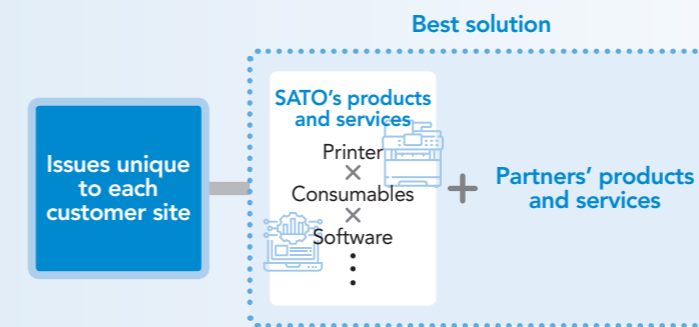 Best solution
Issues unique
to each
customer site
SATO's products
and services
Printer
×
Consumables
×
Software
⋮
+
Partners' products
and services